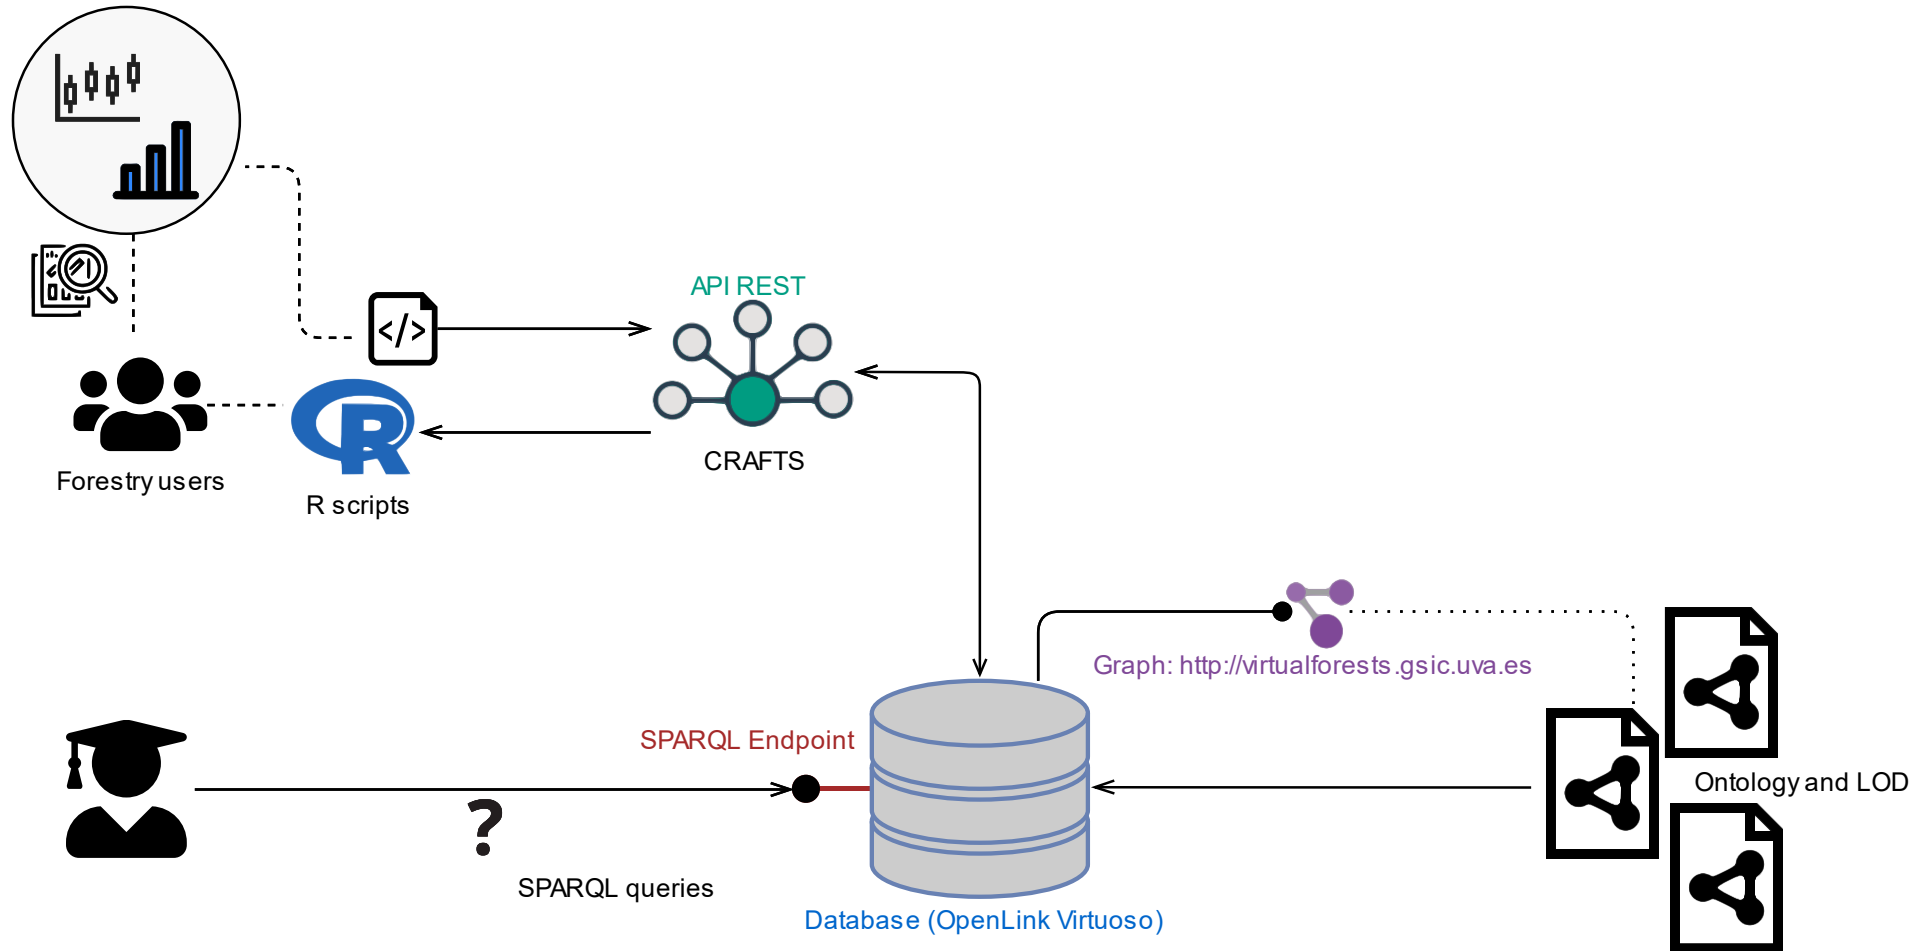 API REST
</>
CRAFTS
Forestry users
R
R scripts
Graph: http://virtualforests.gsic.uva.es
SPARQL Endpoint
Ontology and LOD
?
SPARQL queries
Database (OpenLink Virtuoso)